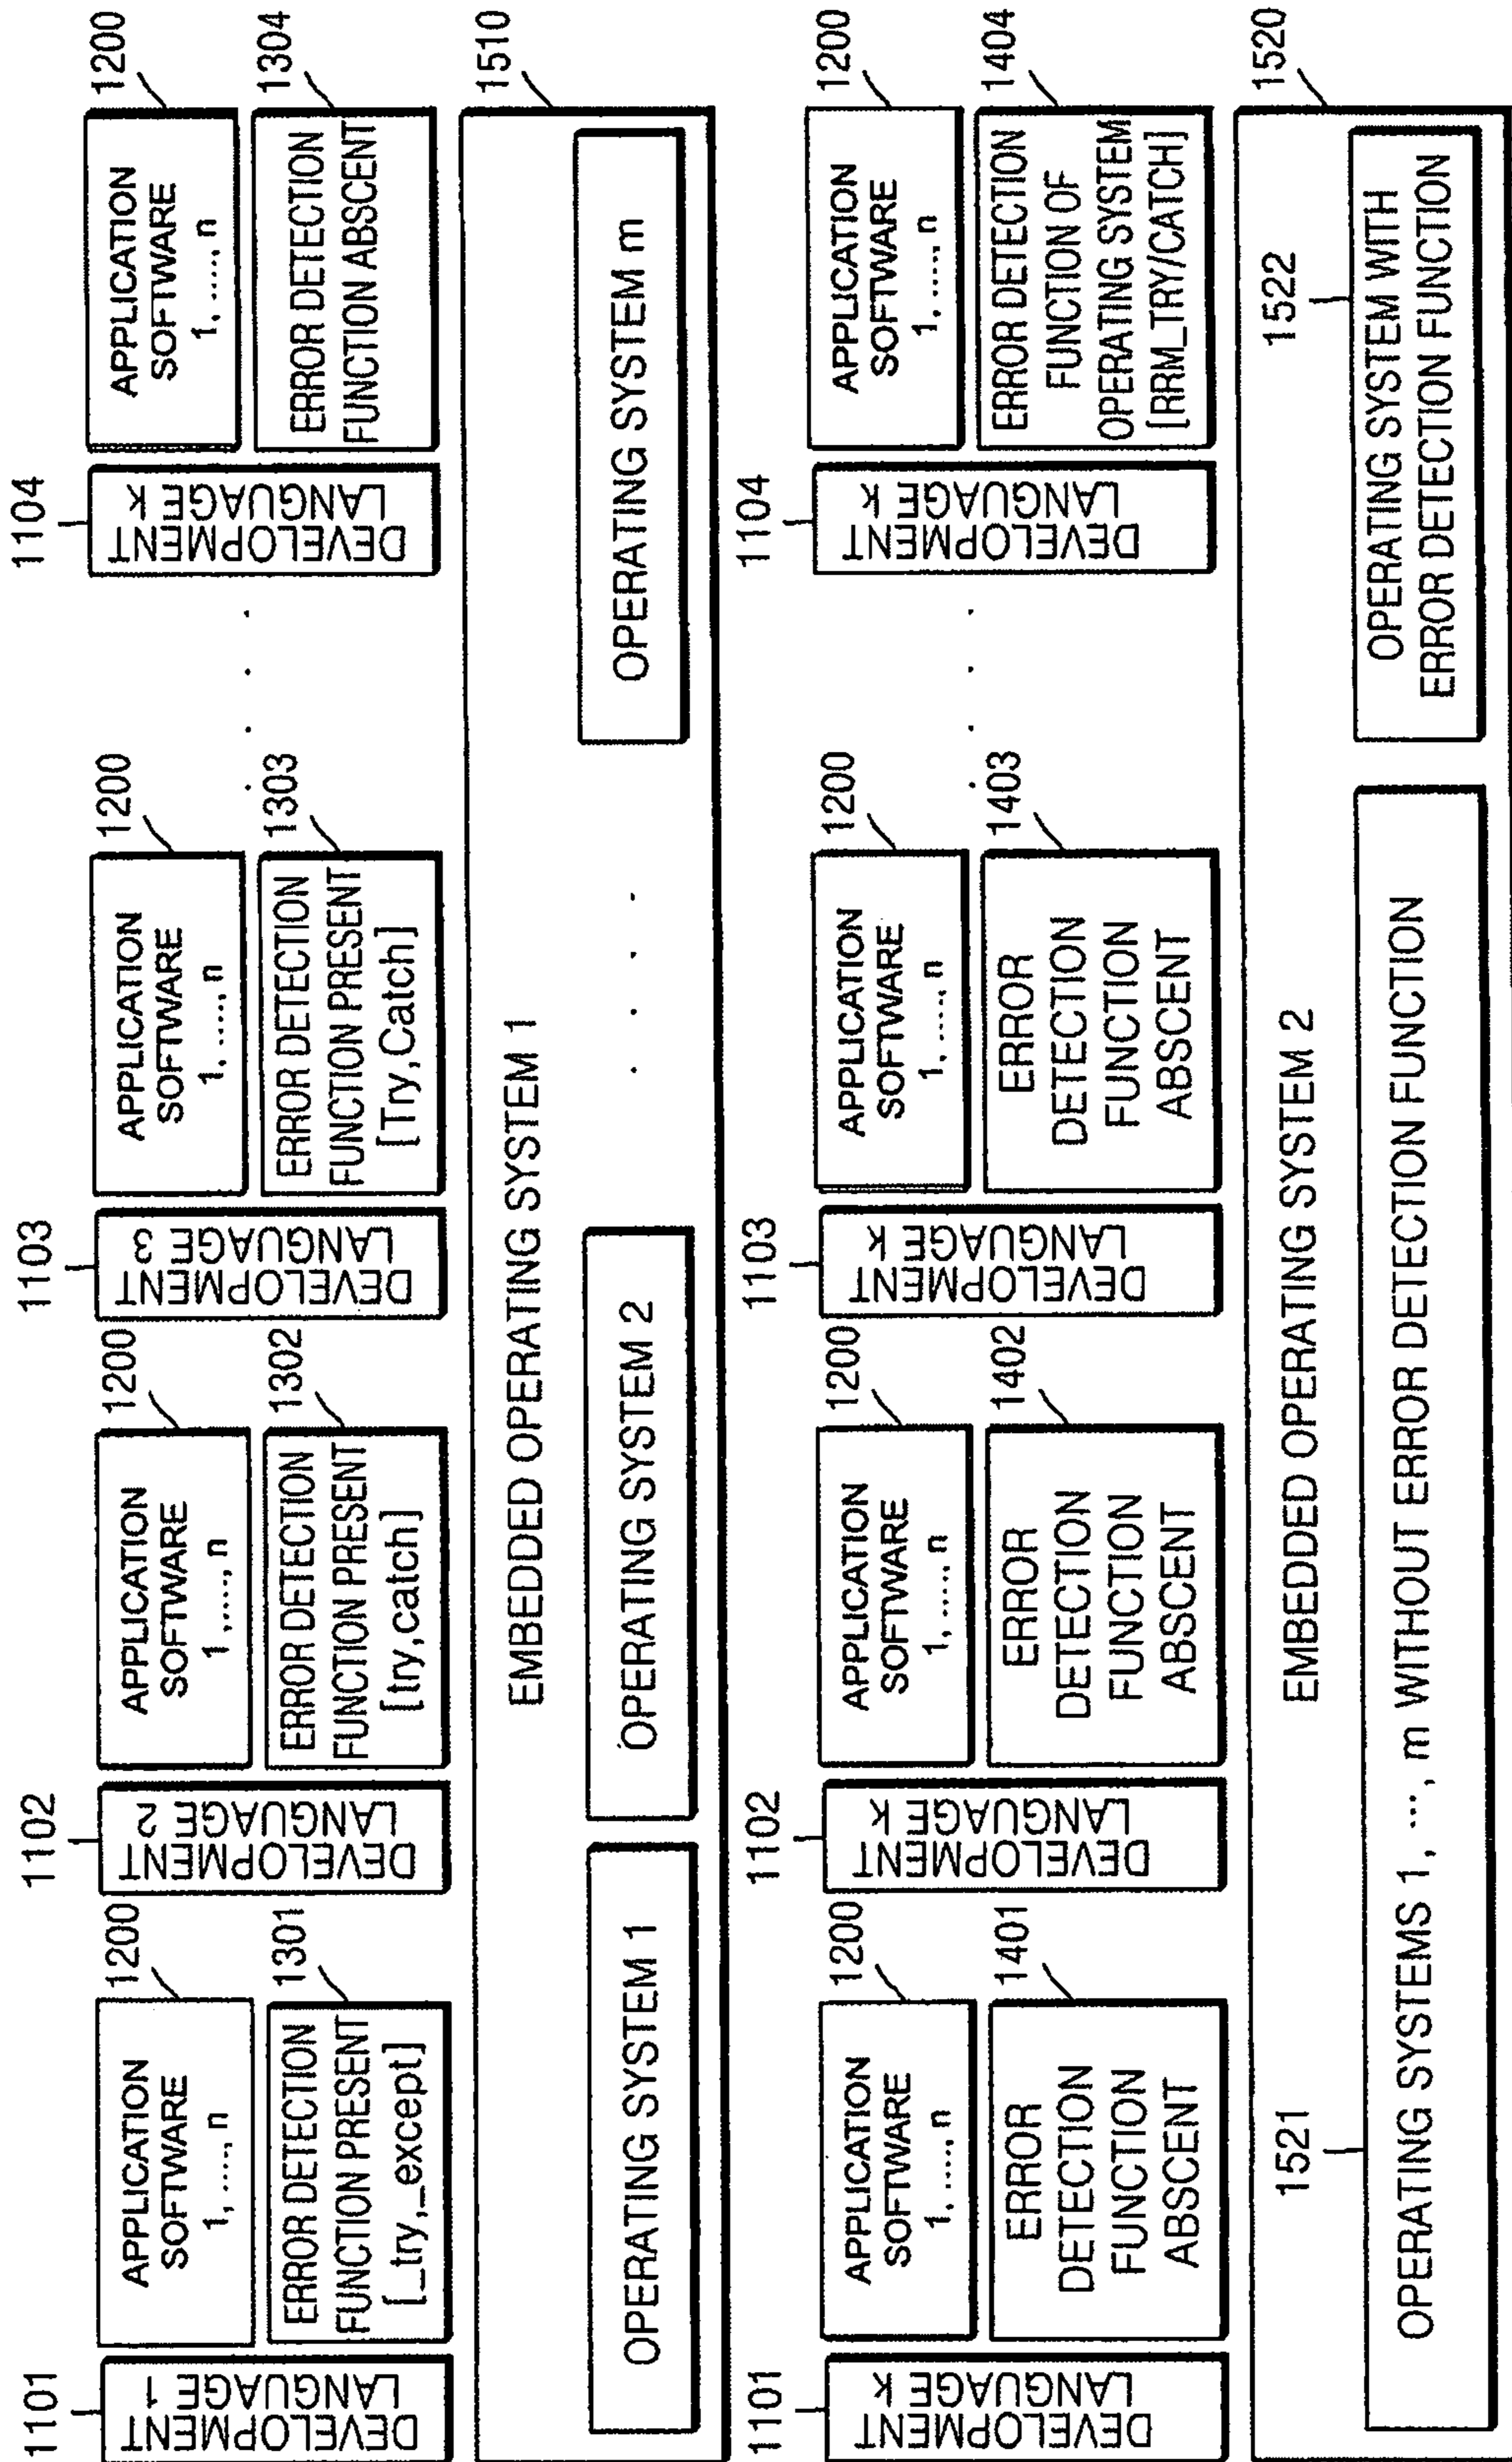 1101
DEVELOPMENT
LANGUAGE 1
1200
APPLICATION
SOFTWARE
1, ....., n
1301
ERROR DETECTION
FUNCTION PRESENT
[_try,_except]
1102
DEVELOPMENT
LANGUAGE 2
1200
APPLICATION
SOFTWARE
1, ....., n
1302
ERROR DETECTION
FUNCTION PRESENT
[try,catch]
1103
DEVELOPMENT
LANGUAGE 3
1200
APPLICATION
SOFTWARE
1, ....., n
1303
ERROR DETECTION
FUNCTION PRESENT
[Try,Catch]
. . .
1104
DEVELOPMENT
LANGUAGE K
1200
APPLICATION
SOFTWARE
1, ....., n
1304
ERROR DETECTION
FUNCTION ABSCENT
1510
EMBEDDED OPERATING SYSTEM 1
OPERATING SYSTEM 1
OPERATING SYSTEM 2
. . . .
OPERATING SYSTEM m
1101
DEVELOPMENT
LANGUAGE K
1200
APPLICATION
SOFTWARE
1, ....., n
1401
ERROR
DETECTION
FUNCTION
ABSCENT
1102
DEVELOPMENT
LANGUAGE K
1200
APPLICATION
SOFTWARE
1, ....., n
1402
ERROR
DETECTION
FUNCTION
ABSCENT
1103
DEVELOPMENT
LANGUAGE K
1200
APPLICATION
SOFTWARE
1, ....., n
1403
ERROR
DETECTION
FUNCTION
ABSCENT
. . . .
1104
DEVELOPMENT
LANGUAGE K
1200
APPLICATION
SOFTWARE
1, ....., n
1404
ERROR DETECTION
FUNCTION OF
OPERATING SYSTEM
[RRM_TRY/CATCH]
1520
EMBEDDED OPERATING SYSTEM 2
1521
OPERATING SYSTEMS 1, ···, m WITHOUT ERROR DETECTION FUNCTION
1522
OPERATING SYSTEM WITH
ERROR DETECTION FUNCTION